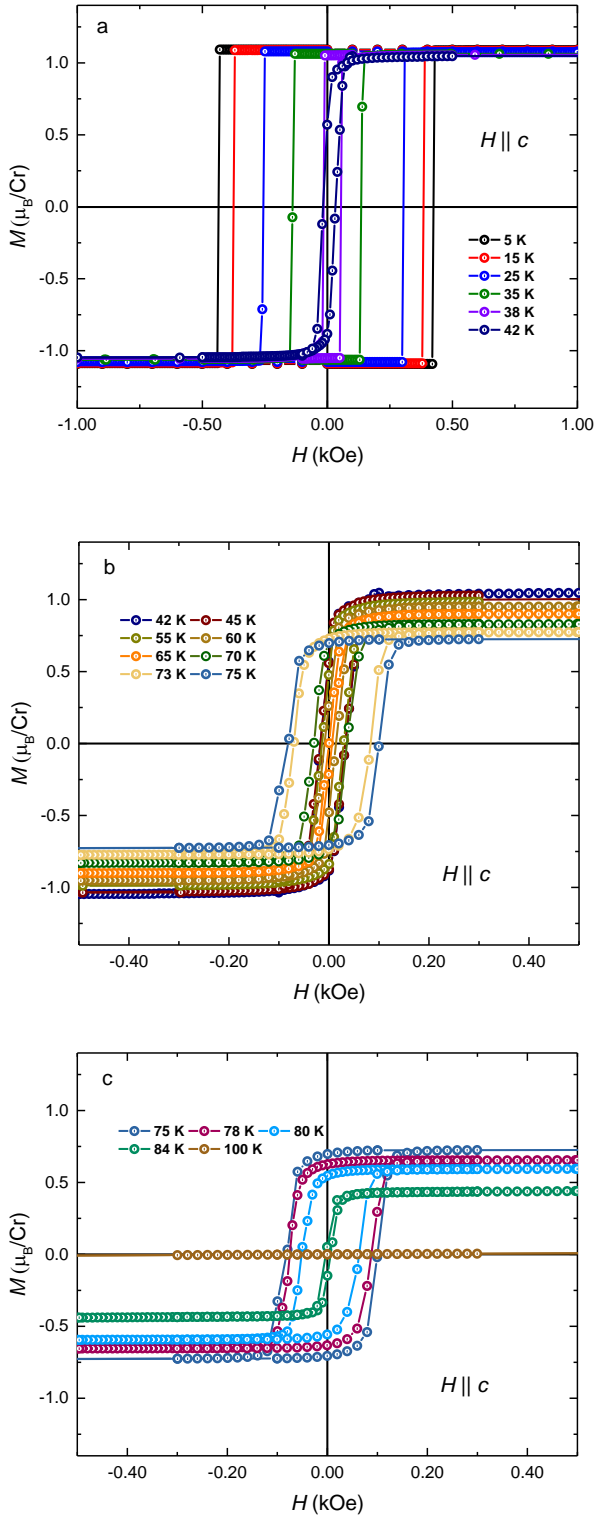 a
1.0
0.5
0.0
-0.5
-1.0
M (μB/Cr)
H || c
5 K
15 K
25 K
35 K
38 K
42 K
-1.00 -0.50 0.00 0.50 1.00
H (kOe)
b
1.0
0.5
0.0
-0.5
-1.0
M (μB/Cr)
42 K 45 K
55 K 60 K
65 K 70 K
73 K 75 K
H || c
-0.40 -0.20 0.00 0.20 0.40
H (kOe)
c
1.0
0.5
0.0
-0.5
-1.0
M (μB/Cr)
75 K 78 K 80 K
84 K 100 K
H || c
-0.40 -0.20 0.00 0.20 0.40
H (kOe)